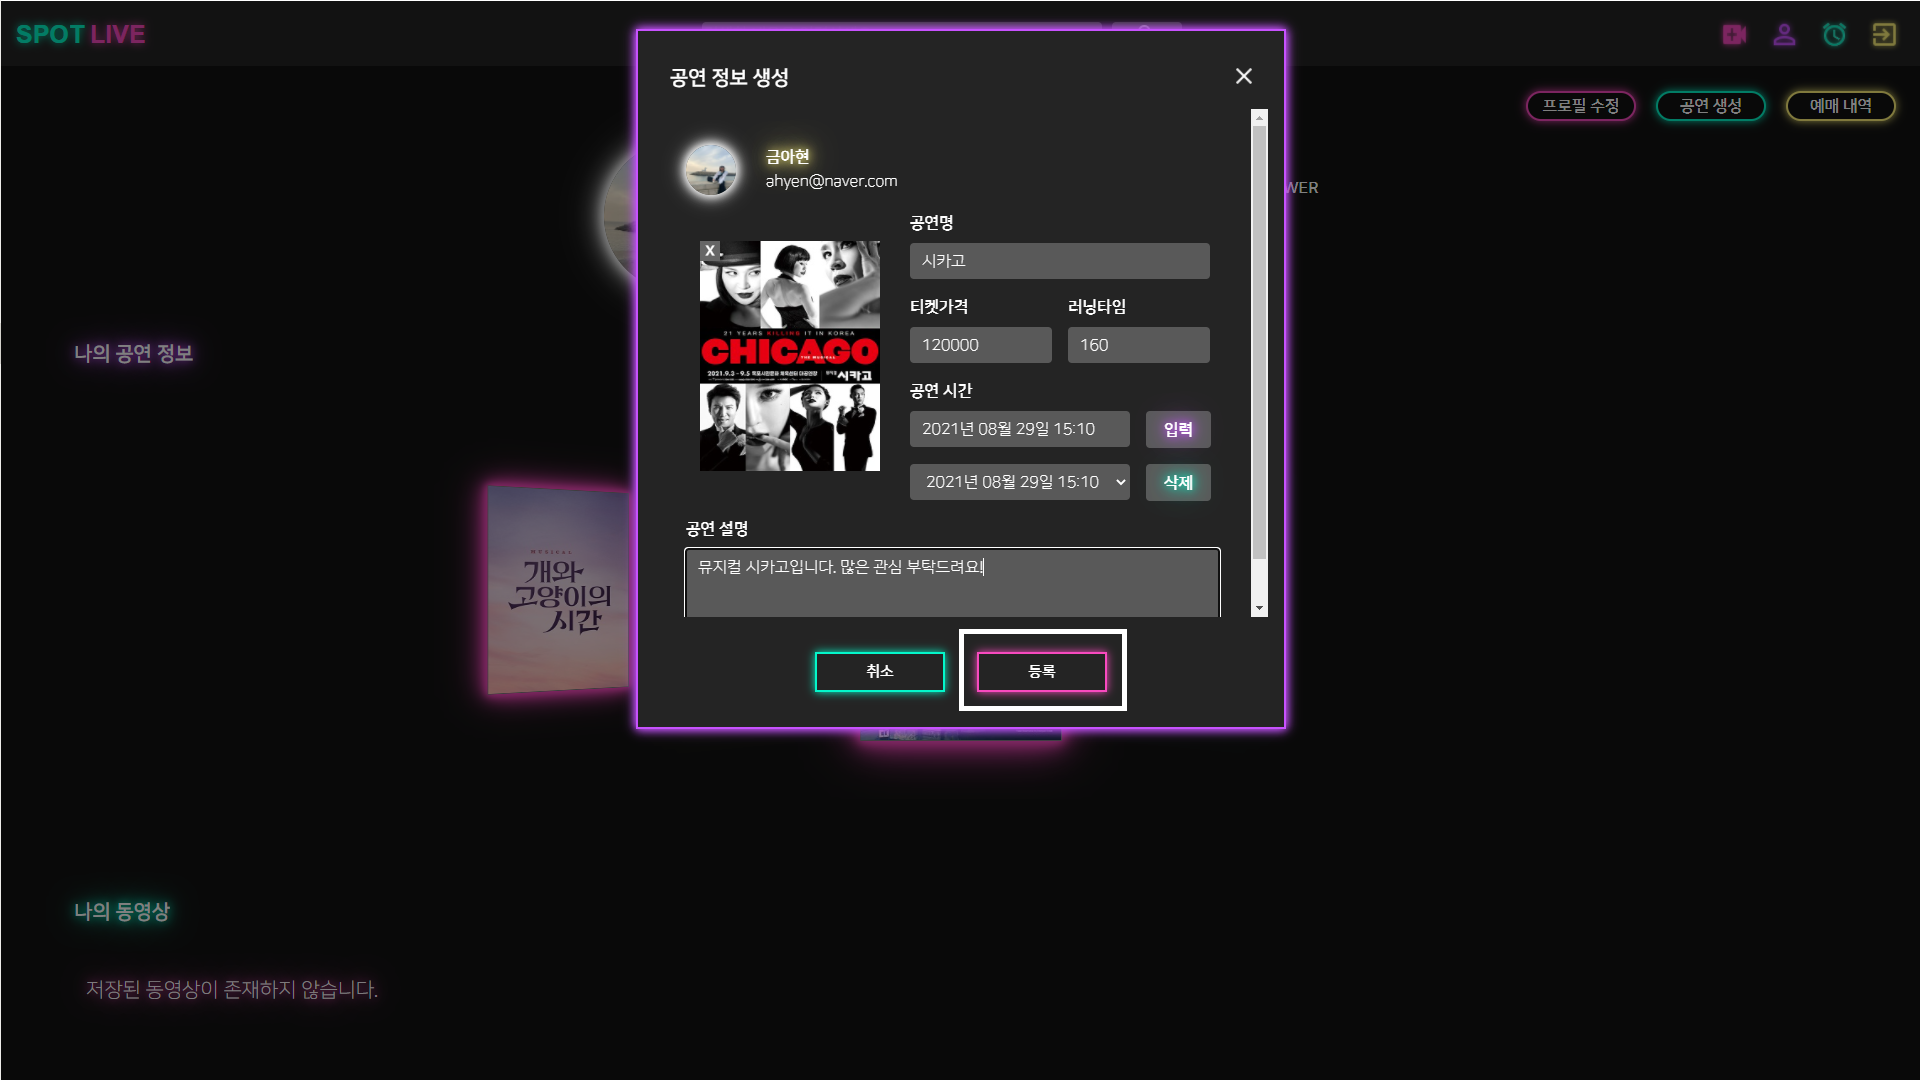 SPOT LIVE
공연 정보 생성
프로필 수정
공연 생성
예매 내역
금아현
ahyen@naver.com
WER
공연명
시카고
X
21 YEARS KILLING IT IN KOREA
CHICAGO
THE MUSICAL
2021.9.3 - 9.5
시카고
티켓가격
러닝타임
120000
160
나의 공연 정보
공연 시간
2021년 08월 29일 15:10
입력
2021년 08월 29일 15:10
삭제
공연 설명
뮤지컬 시카고입니다. 많은 관심 부탁드려요!
개와
고양이의
시간
취소
등록
나의 동영상
저장된 동영상이 존재하지 않습니다.